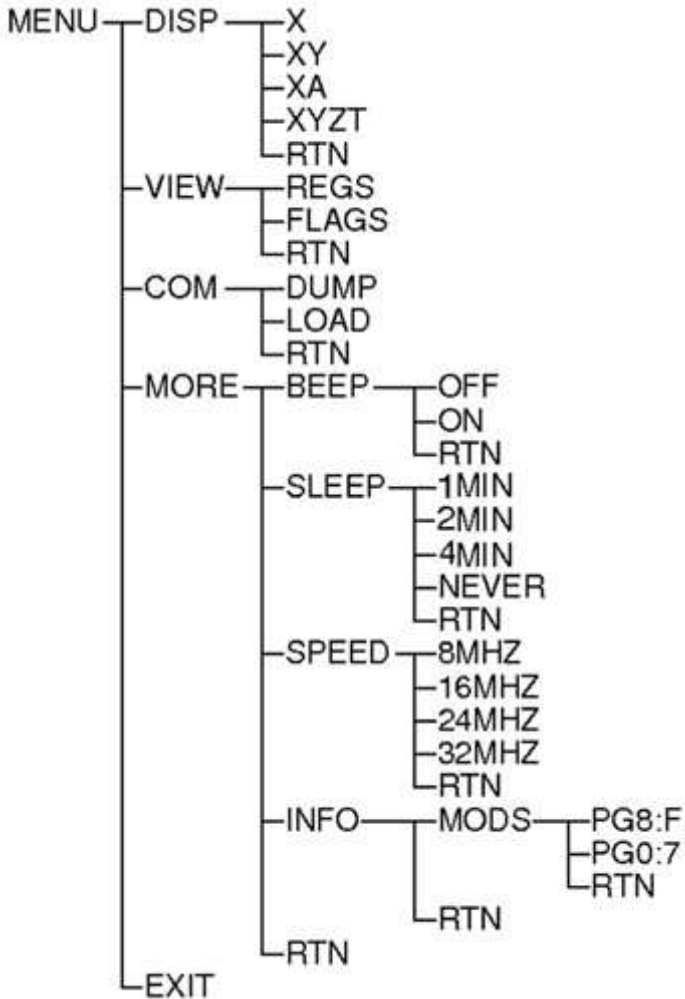 MENU DISP X
XY
XA
XYZT
RTN
VIEW REGS
FLAGS
RTN
COM DUMP
LOAD
RTN
MORE BEEP OFF
ON
RTN
SLEEP 1MIN
2MIN
4MIN
NEVER
RTN
SPEED 8MHZ
16MHZ
24MHZ
32MHZ
RTN
INFO MODS PG8:F
PG0:7
RTN
RTN
RTN
EXIT